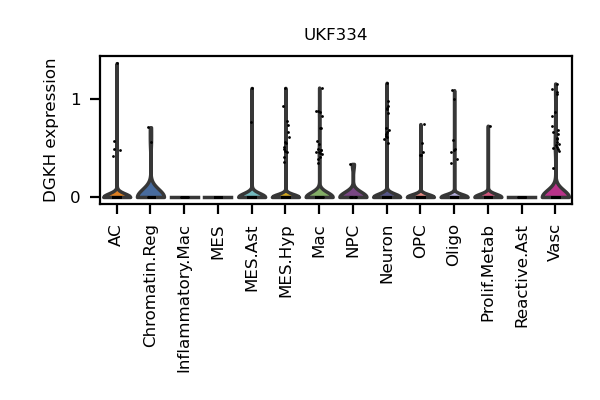 UKF334
DGKH expression
1
0
AC
Chromatin.Reg
Inflammatory.Mac
MES
MES.Ast
MES.Hyp
Mac
NPC
Neuron
OPC
Oligo
Prolif.Metab
Reactive.Ast
Vasc